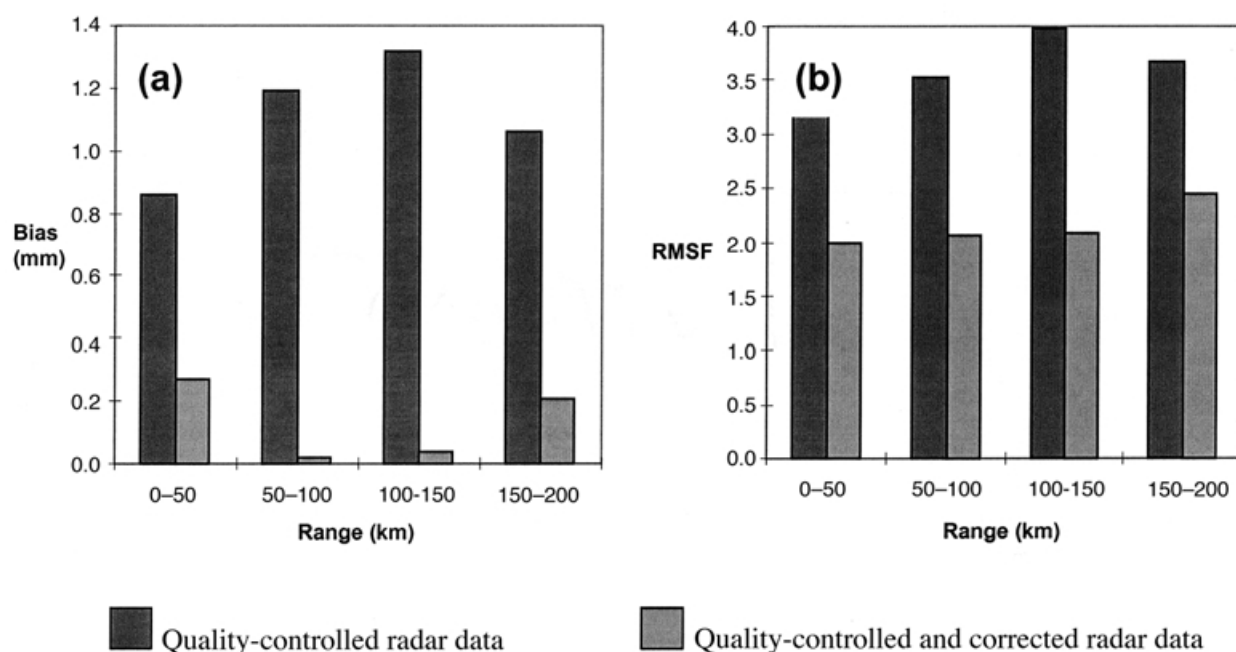 (a)
Bias
(mm)
1.4
1.2
1.0
0.8
0.6
0.4
0.2
0.0
0–50
50–100
100-150
150–200
Range (km)
(b)
RMSF
4.0
3.5
3.0
2.5
2.0
1.5
1.0
0.5
0.0
0–50
50–100
100-150
150–200
Range (km)
Quality-controlled radar data
Quality-controlled and corrected radar data